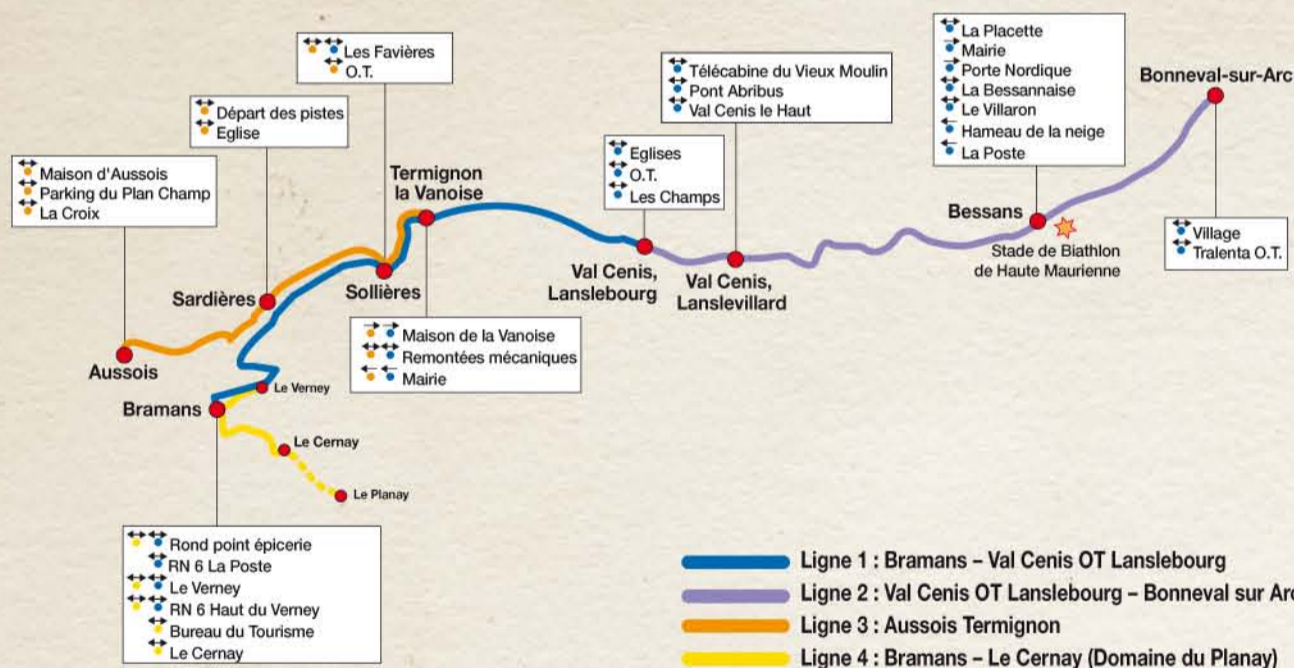 Les Favières
O.T.
Départ des pistes
Eglise
Maison d'Aussois
Parking du Plan Champ
La Croix
Télécabine du Vieux Moulin
Pont Abribus
Val Cenis le Haut
La Placette
Mairie
Porte Nordique
La Bessannaise
Le Villaron
Hameau de la neige
La Poste
Bonneval-sur-Arc
Eglises
O.T.
Les Champs
Termignon
la Vanoise
Bessans
Stade de Biathlon
de Haute Maurienne
Village
Tralenta O.T.
Val Cenis,
Lanslebourg
Val Cenis,
Lanslevillard
Sardières
Sollières
Aussois
Maison de la Vanoise
Remontées mécaniques
Mairie
Bramans
Le Verney
Le Cernay
Le Planay
Rond point épicerie
RN 6 La Poste
Le Verney
RN 6 Haut du Verney
Bureau du Tourisme
Le Cernay
Ligne 1 : Bramans – Val Cenis OT Lanslebourg
Ligne 2 : Val Cenis OT Lanslebourg – Bonneval sur Arc
Ligne 3 : Aussois Termignon
Ligne 4 : Bramans – Le Cernay (Domaine du Planay)